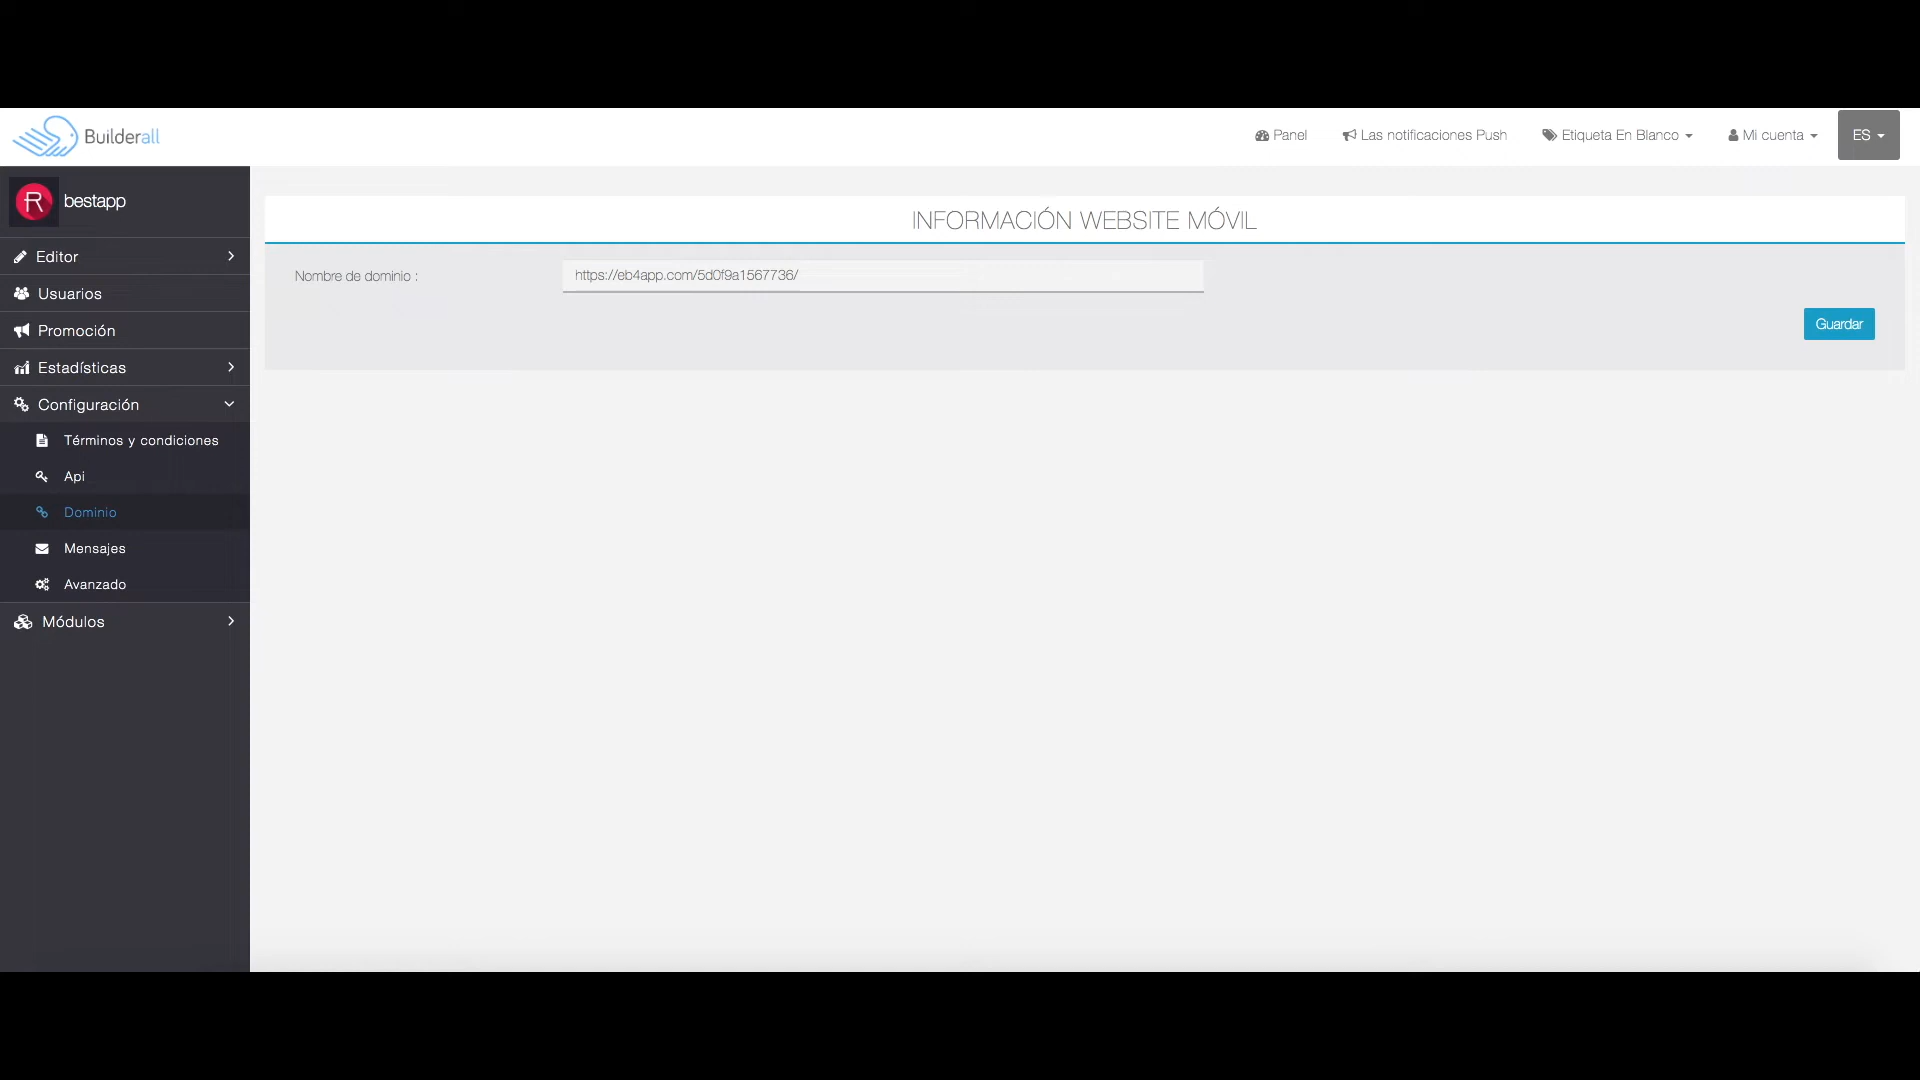 Builderall
Panel
Las notificaciones Push
Etiqueta En Blanco
Mi cuenta
ES
R
bestapp
Editor
Usuarios
Promoción
Estadísticas
Configuración
Términos y condiciones
Api
Dominio
Mensajes
Avanzado
Módulos
INFORMACIÓN WEBSITE MÓVIL
Nombre de dominio :
https://eb4app.com/5d0f9a1567736/
Guardar